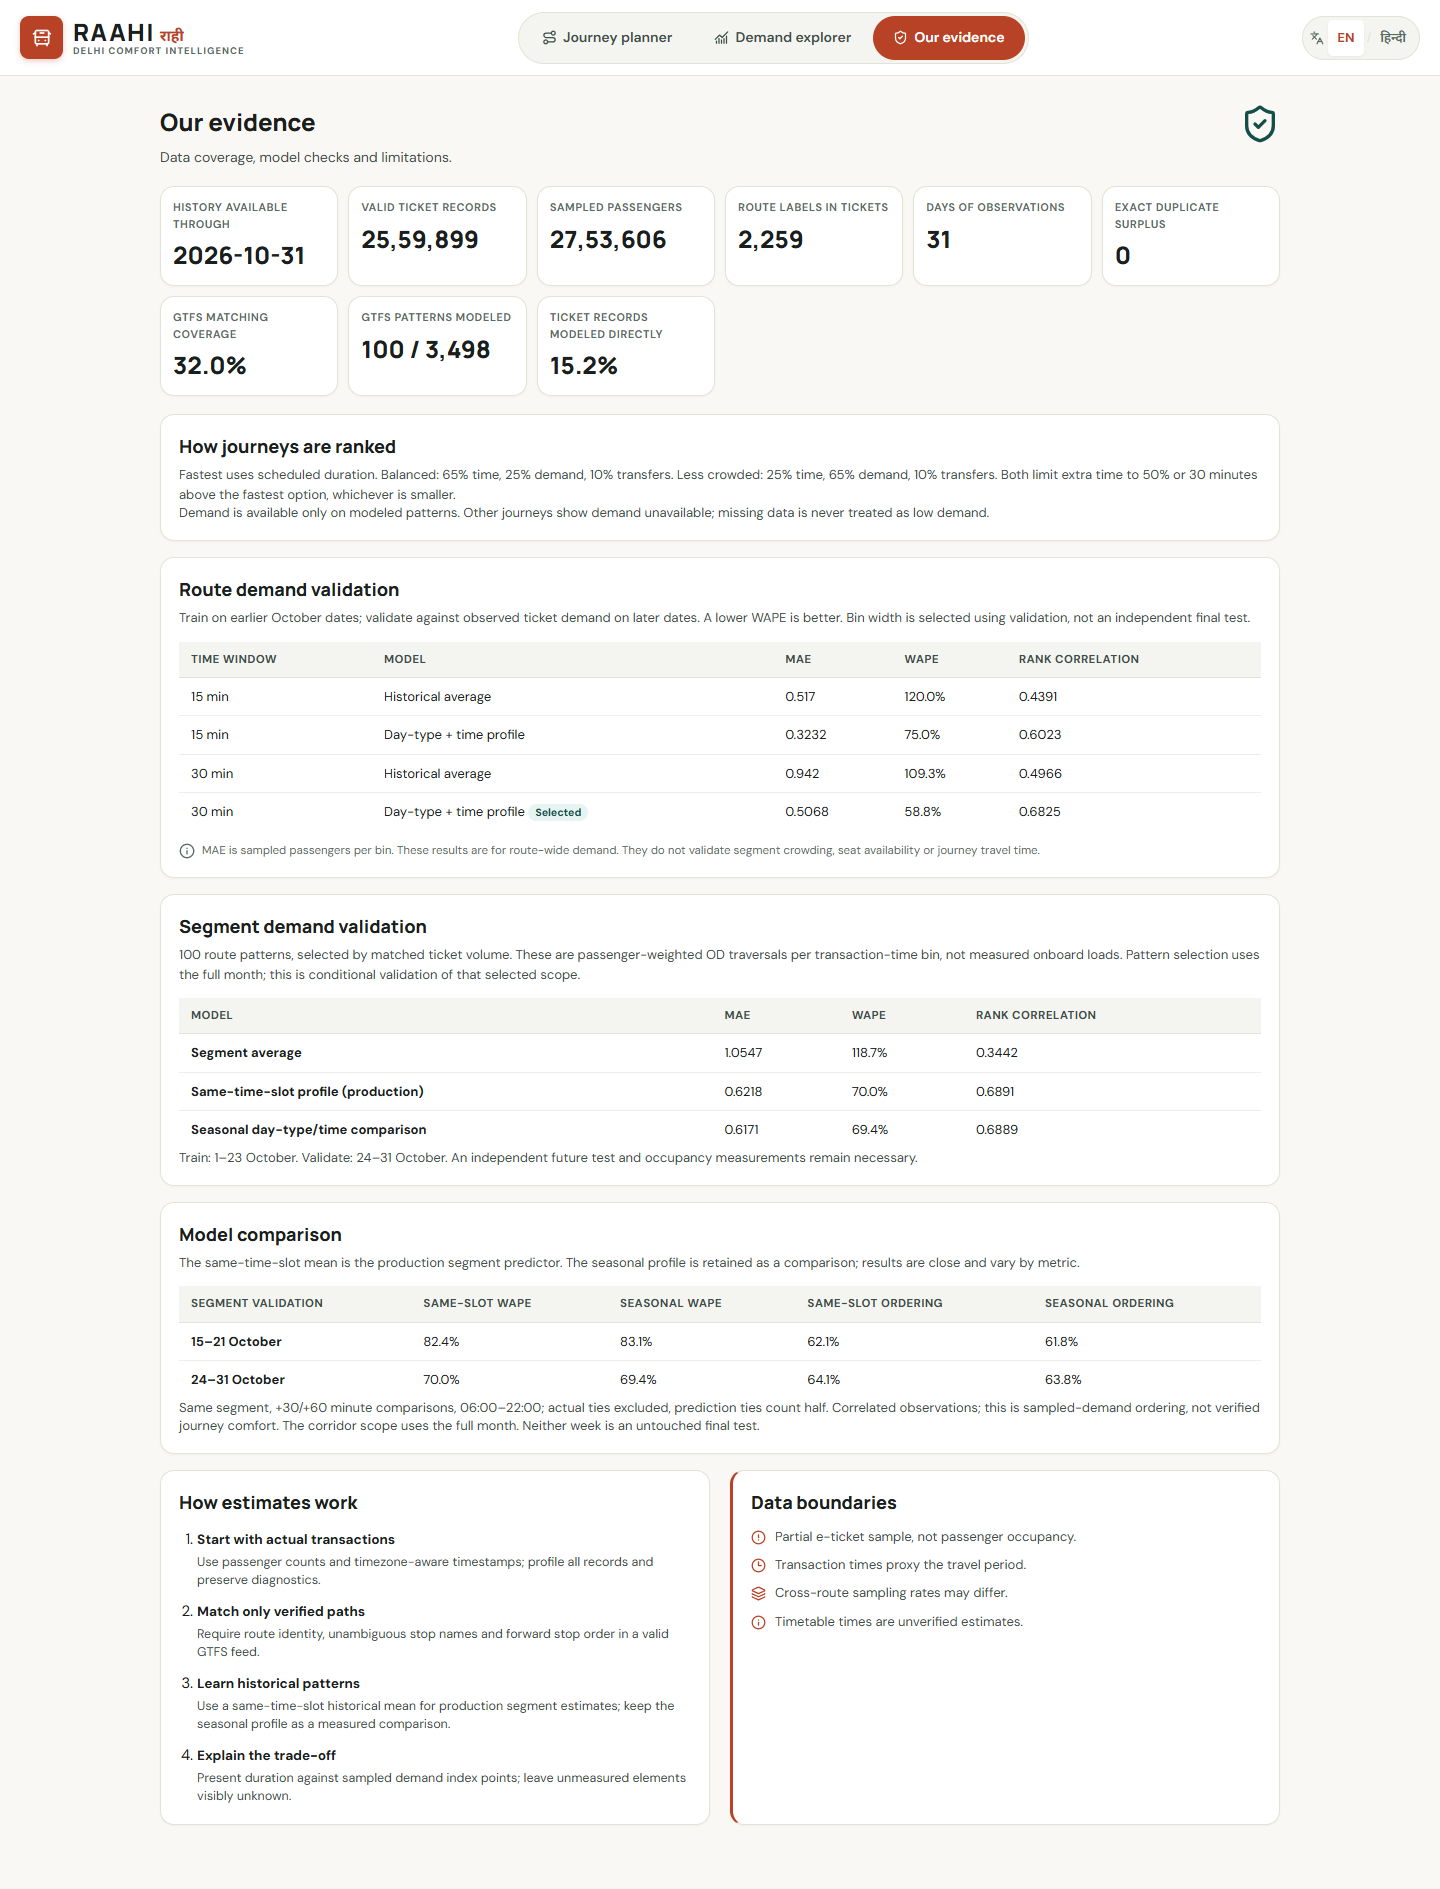 RAAHI राही
DELHI COMFORT INTELLIGENCE
Journey planner
Demand explorer
Our evidence
EN / हिन्दी
Our evidence
Data coverage, model checks and limitations.
HISTORY AVAILABLE
THROUGH
2026-10-31
VALID TICKET RECORDS
25,59,899
SAMPLED PASSENGERS
27,53,606
ROUTE LABELS IN TICKETS
2,259
DAYS OF OBSERVATIONS
31
EXACT DUPLICATE
SURPLUS
0
GTFS MATCHING
COVERAGE
32.0%
GTFS PATTERNS MODELED
100 / 3,498
TICKET RECORDS
MODELED DIRECTLY
15.2%
How journeys are ranked
Fastest uses scheduled duration. Balanced: 65% time, 25% demand, 10% transfers. Less crowded: 25% time, 65% demand, 10% transfers. Both limit extra time to 50% or 30 minutes
above the fastest option, whichever is smaller.
Demand is available only on modeled patterns. Other journeys show demand unavailable; missing data is never treated as low demand.
Route demand validation
Train on earlier October dates; validate against observed ticket demand on later dates. A lower WAPE is better. Bin width is selected using validation, not an independent final test.
TIME WINDOW MODEL MAE WAPE RANK CORRELATION
15 min Historical average 0.517 120.0% 0.4391
15 min Day-type + time profile 0.3232 75.0% 0.6023
30 min Historical average 0.942 109.3% 0.4966
30 min Day-type + time profile Selected 0.5068 58.8% 0.6825
MAE is sampled passengers per bin. These results are for route-wide demand. They do not validate segment crowding, seat availability or journey travel time.
Segment demand validation
100 route patterns, selected by matched ticket volume. These are passenger-weighted OD traversals per transaction-time bin, not measured onboard loads. Pattern selection uses
the full month; this is conditional validation of that selected scope.
MODEL MAE WAPE RANK CORRELATION
Segment average 1.0547 118.7% 0.3442
Same-time-slot profile (production) 0.6218 70.0% 0.6891
Seasonal day-type/time comparison 0.6171 69.4% 0.6889
Train: 1–23 October. Validate: 24–31 October. An independent future test and occupancy measurements remain necessary.
Model comparison
The same-time-slot mean is the production segment predictor. The seasonal profile is retained as a comparison; results are close and vary by metric.
SEGMENT VALIDATION SAME-SLOT WAPE SEASONAL WAPE SAME-SLOT ORDERING SEASONAL ORDERING
15–21 October 82.4% 83.1% 62.1% 61.8%
24–31 October 70.0% 69.4% 64.1% 63.8%
Same segment, +30/+60 minute comparisons, 06:00–22:00; actual ties excluded, prediction ties count half. Correlated observations; this is sampled-demand ordering, not verified
journey comfort. The corridor scope uses the full month. Neither week is an untouched final test.
How estimates work
1. Start with actual transactions
Use passenger counts and timezone-aware timestamps; profile all records and
preserve diagnostics.
2. Match only verified paths
Require route identity, unambiguous stop names and forward stop order in a valid
GTFS feed.
3. Learn historical patterns
Use a same-time-slot historical mean for production segment estimates; keep the
seasonal profile as a measured comparison.
4. Explain the trade-off
Present duration against sampled demand index points; leave unmeasured elements
visibly unknown.
Data boundaries
Partial e-ticket sample, not passenger occupancy.
Transaction times proxy the travel period.
Cross-route sampling rates may differ.
Timetable times are unverified estimates.